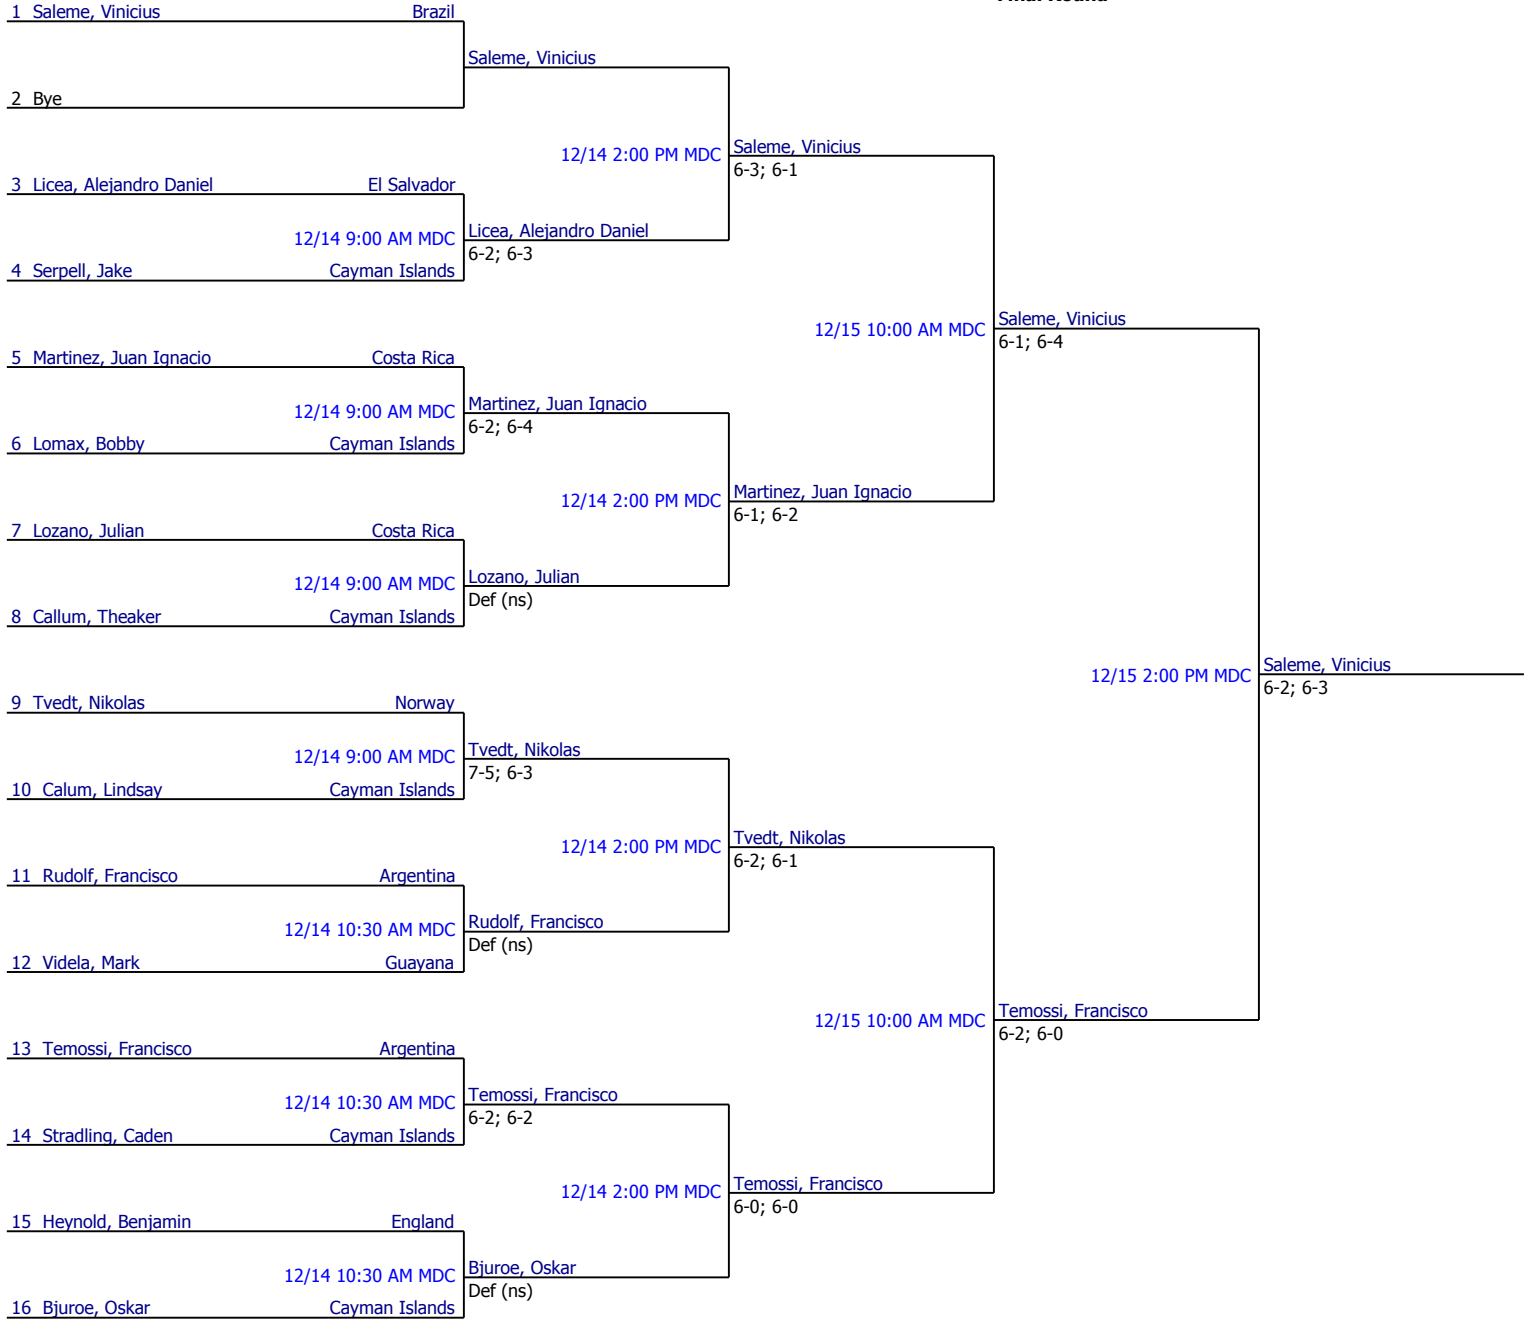 Final Round
1 Saleme, Vinicius Brazil
Saleme, Vinicius
2 Bye
12/14 2:00 PM MDC Saleme, Vinicius
6-3; 6-1
3 Licea, Alejandro Daniel El Salvador
12/14 9:00 AM MDC Licea, Alejandro Daniel
6-2; 6-3
4 Serpell, Jake Cayman Islands
12/15 10:00 AM MDC Saleme, Vinicius
6-1; 6-4
5 Martinez, Juan Ignacio Costa Rica
12/14 9:00 AM MDC Martinez, Juan Ignacio
6-2; 6-4
6 Lomax, Bobby Cayman Islands
12/14 2:00 PM MDC Martinez, Juan Ignacio
6-1; 6-2
7 Lozano, Julian Costa Rica
12/14 9:00 AM MDC Lozano, Julian
Def (ns)
8 Callum, Theaker Cayman Islands
12/15 2:00 PM MDC Saleme, Vinicius
6-2; 6-3
9 Tvedt, Nikolas Norway
12/14 9:00 AM MDC Tvedt, Nikolas
7-5; 6-3
10 Calum, Lindsay Cayman Islands
12/14 2:00 PM MDC Tvedt, Nikolas
6-2; 6-1
11 Rudolf, Francisco Argentina
12/14 10:30 AM MDC Rudolf, Francisco
Def (ns)
12 Videla, Mark Guayana
12/15 10:00 AM MDC Temossi, Francisco
6-2; 6-0
13 Temossi, Francisco Argentina
12/14 10:30 AM MDC Temossi, Francisco
6-2; 6-2
14 Stradling, Caden Cayman Islands
12/14 2:00 PM MDC Temossi, Francisco
6-0; 6-0
15 Heynold, Benjamin England
12/14 10:30 AM MDC Bjuroe, Oskar
Def (ns)
16 Bjuroe, Oskar Cayman Islands